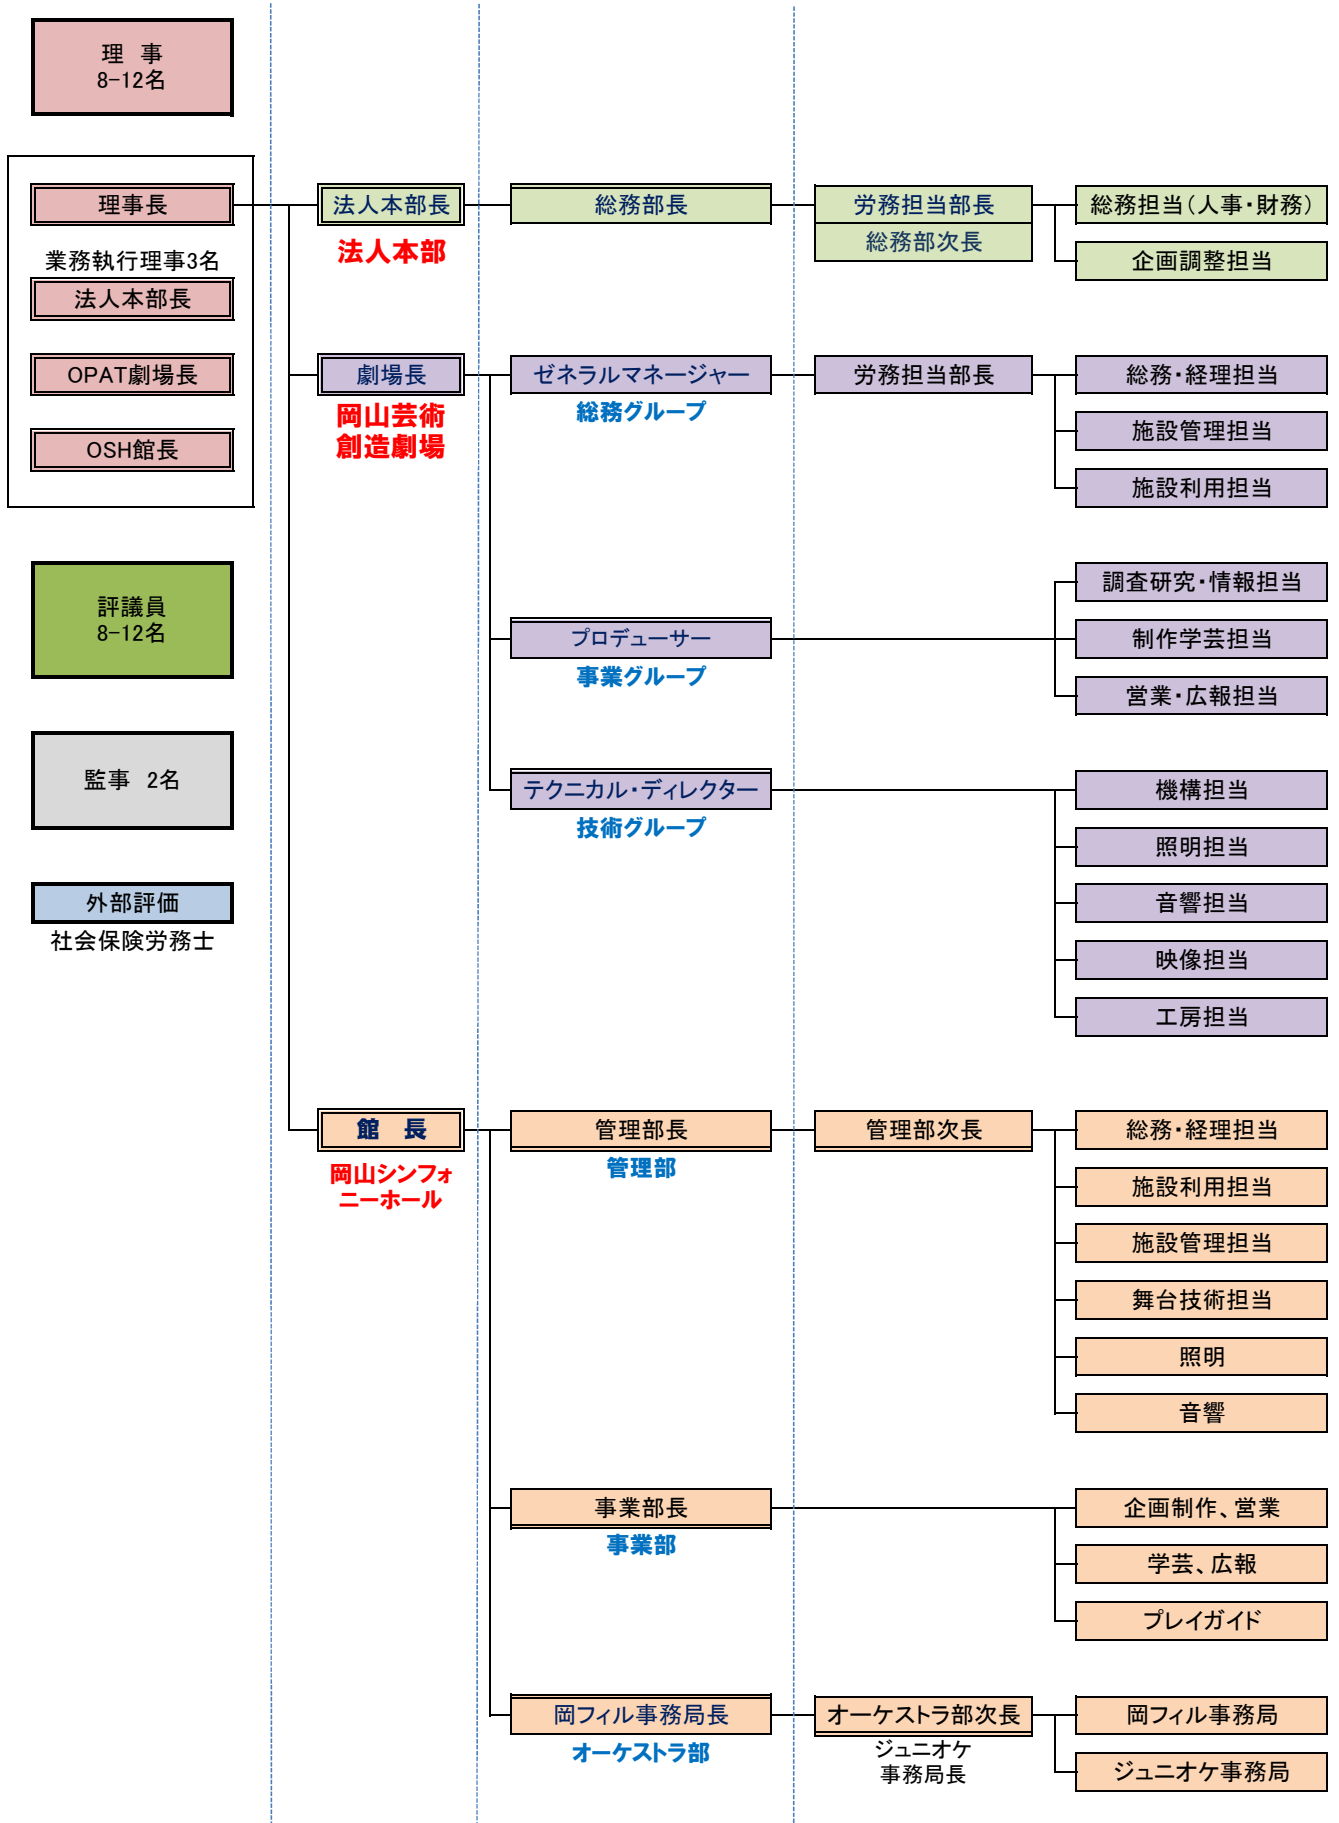 理　事
8-12名
理事長
業務執行理事3名
法人本部長
OPAT劇場長
OSH館長
評議員
8-12名
監事　2名
外部評価
社会保険労務士
法人本部長
法人本部
総務部長
労務担当部長
総務部次長
総務担当（人事・財務）
企画調整担当
劇場長
岡山芸術
創造劇場
ゼネラルマネージャー
総務グループ
労務担当部長
総務・経理担当
施設管理担当
施設利用担当
プロデューサー
事業グループ
調査研究・情報担当
制作学芸担当
営業・広報担当
テクニカル・ディレクター
技術グループ
機構担当
照明担当
音響担当
映像担当
工房担当
館　長
岡山シンフォ
ニーホール
管理部長
管理部
管理部次長
総務・経理担当
施設利用担当
施設管理担当
舞台技術担当
照明
音響
事業部長
事業部
企画制作、営業
学芸、広報
プレイガイド
岡フィル事務局長
オーケストラ部
オーケストラ部次長
ジュニオケ
事務局長
岡フィル事務局
ジュニオケ事務局